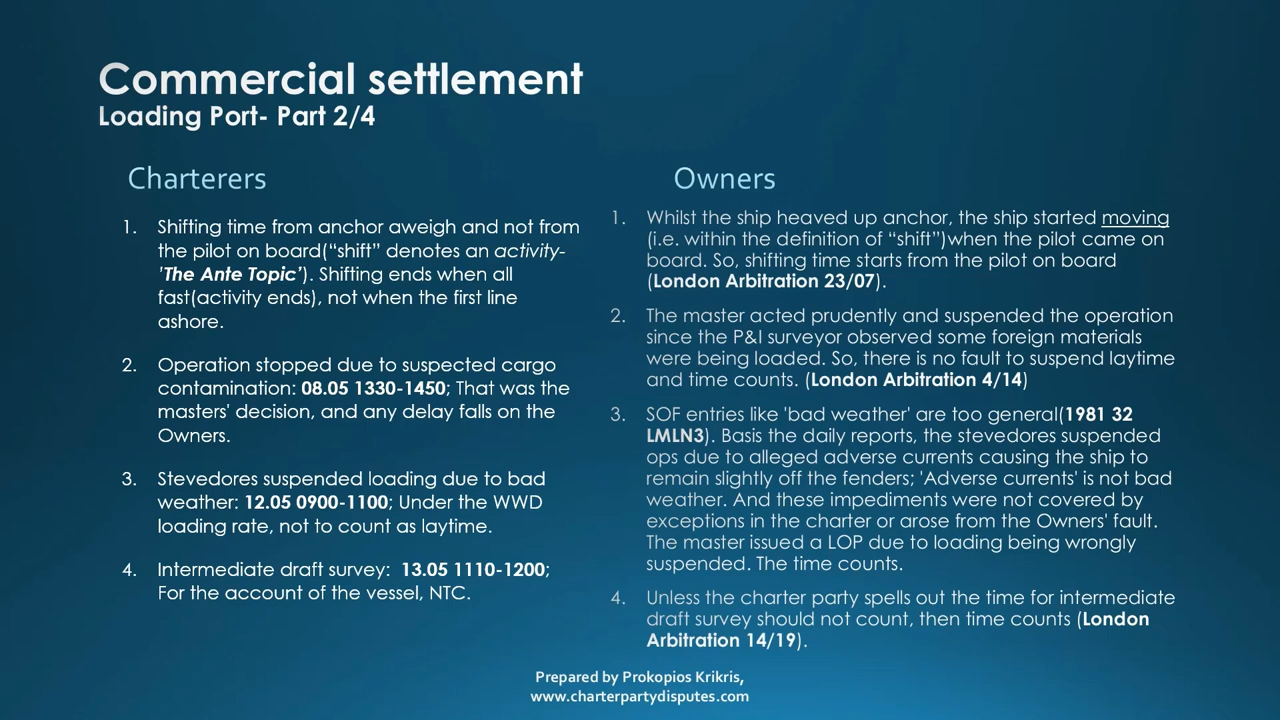 Commercial settlement
Loading Port- Part 2/4
Charterers
1. Shifting time from anchor aweigh and not from
the pilot on board(“shift” denotes an activity-
'The Ante Topic’). Shifting ends when all
fast(activity ends), not when the first line
ashore.
2. Operation stopped due to suspected cargo
contamination: 08.05 1330-1450; That was the
masters' decision, and any delay falls on the
Owners.
3. Stevedores suspended loading due to bad
weather: 12.05 0900-1100; Under the WWD
loading rate, not to count as laytime.
4. Intermediate draft survey:  13.05 1110-1200;
For the account of the vessel, NTC.
Owners
1. Whilst the ship heaved up anchor, the ship started moving
(i.e. within the definition of “shift”)when the pilot came on
board. So, shifting time starts from the pilot on board
(London Arbitration 23/07).
2. The master acted prudently and suspended the operation
since the P&I surveyor observed some foreign materials
were being loaded. So, there is no fault to suspend laytime
and time counts. (London Arbitration 4/14)
3. SOF entries like 'bad weather' are too general(1981 32
LMLN3). Basis the daily reports, the stevedores suspended
ops due to alleged adverse currents causing the ship to
remain slightly off the fenders; 'Adverse currents' is not bad
weather. And these impediments were not covered by
exceptions in the charter or arose from the Owners' fault.
The master issued a LOP due to loading being wrongly
suspended. The time counts.
4. Unless the charter party spells out the time for intermediate
draft survey should not count, then time counts (London
Arbitration 14/19).
Prepared by Prokopios Krikris,
www.charterpartydisputes.com